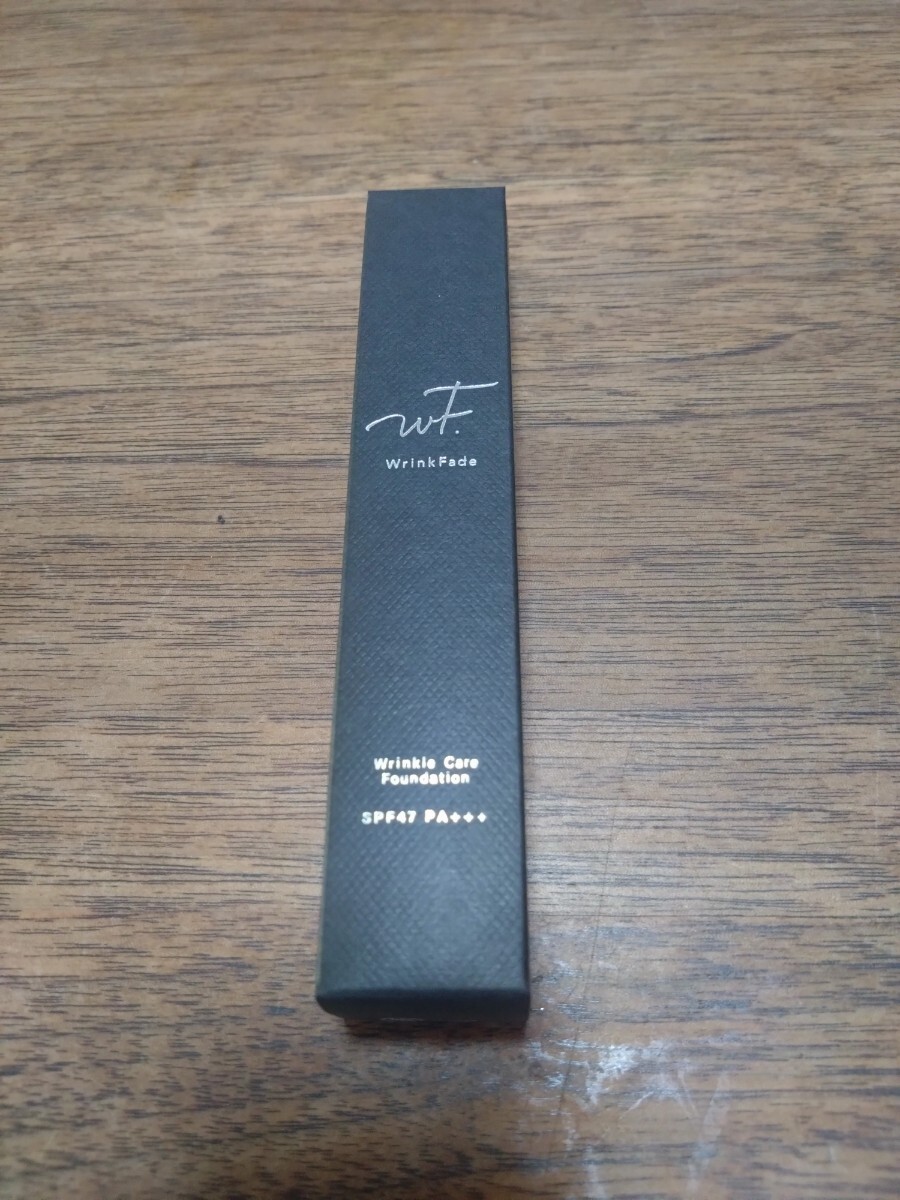 WF.
WrinkFade
Wrinkle Care
Foundation
SPF47 PA+++